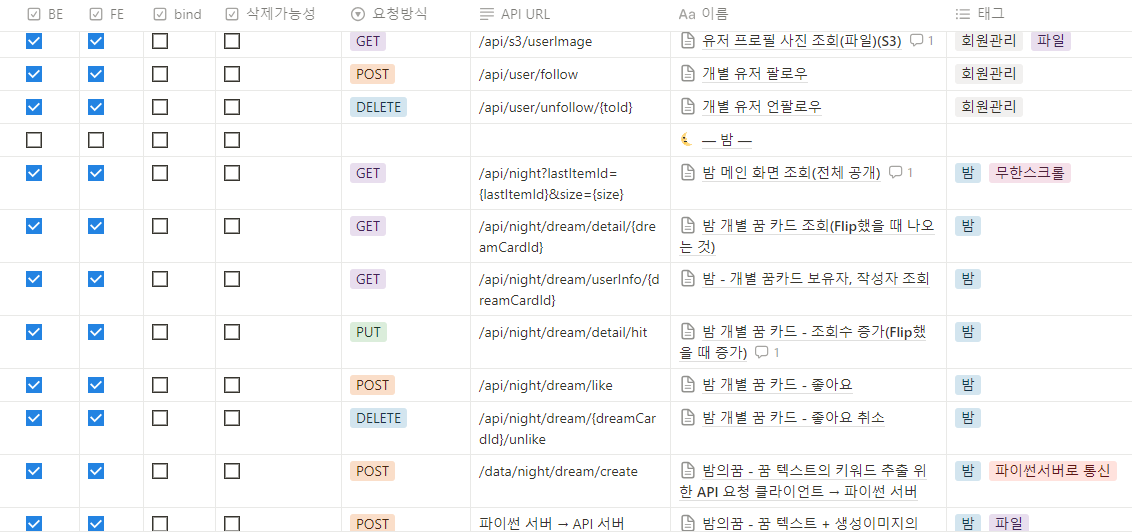 BE FE bind 삭제가능성 요청방식 API URL Aa 이름 태그
GET /api/s3/userImage 유저 프로필 사진 조회(파일)(S3) 1 회원관리 파일
POST /api/user/follow 개별 유저 팔로우 회원관리
DELETE /api/user/unfollow/{toId} 개별 유저 언팔로우 회원관리
— 밤 —
GET /api/night?lastItemId= 밤 메인 화면 조회(전체 공개) 1 밤 무한스크롤
{lastItemId}&size={size}
GET /api/night/dream/detail/{dre 밤 개별 꿈 카드 조회(Flip했을 때 나오 밤
amCardId} 는 것)
GET /api/night/dream/userInfo/{d 밤 - 개별 꿈카드 보유자, 작성자 조회 밤
reamCardId}
PUT /api/night/dream/detail/hit 밤 개별 꿈 카드 - 조회수 증가(Flip했 밤
을 때 증가) 1
POST /api/night/dream/like 밤 개별 꿈 카드 - 좋아요 밤
DELETE /api/night/dream/{dreamCar 밤 개별 꿈 카드 - 좋아요 취소 밤
dId}/unlike
POST /data/night/dream/create 밤의꿈 - 꿈 텍스트의 키워드 추출 위 밤 파이썬서버로 통신
한 API 요청 클라이언트 → 파이썬 서버
POST 파이썬 서버 → API 서버 밤의꿈 - 꿈 텍스트 + 생성이미지의 밤 파일